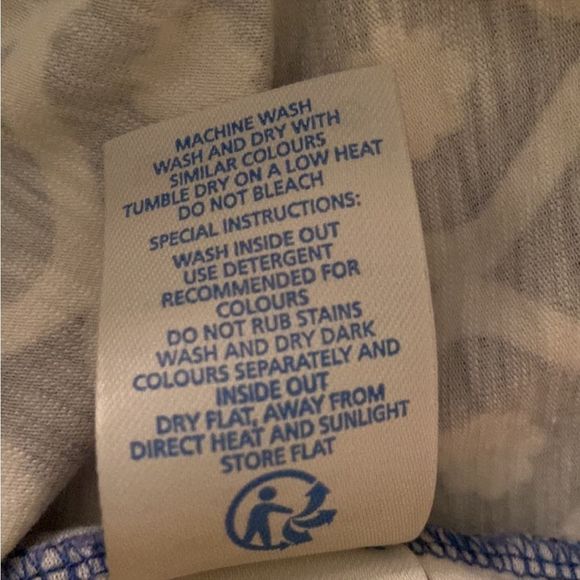 MACHINE WASH
WASH AND DRY WITH
SIMILAR COLOURS
TUMBLE DRY ON A LOW HEAT
DO NOT BLEACH
SPECIAL INSTRUCTIONS:
WASH INSIDE OUT
USE DETERGENT
RECOMMENDED FOR
COLOURS
DO NOT RUB STAINS
WASH AND DRY DARK
COLOURS SEPARATELY AND
INSIDE OUT
DRY FLAT, AWAY FROM
DIRECT HEAT AND SUNLIGHT
STORE FLAT